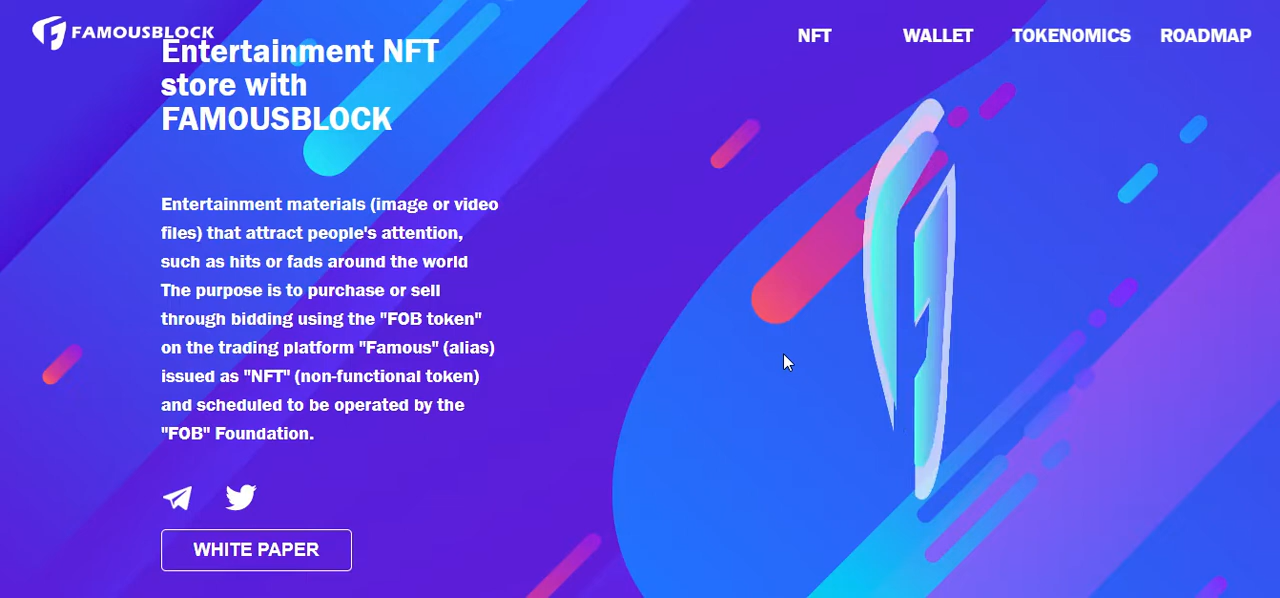 FAMOUSBLOCK
NFT WALLET TOKENOMICS ROADMAP
Entertainment NFT
store with
FAMOUSBLOCK
Entertainment materials (image or video
files) that attract people's attention,
such as hits or fads around the world
The purpose is to purchase or sell
through bidding using the "FOB token"
on the trading platform "Famous" (alias)
issued as "NFT" (non-functional token)
and scheduled to be operated by the
"FOB" Foundation.
WHITE PAPER